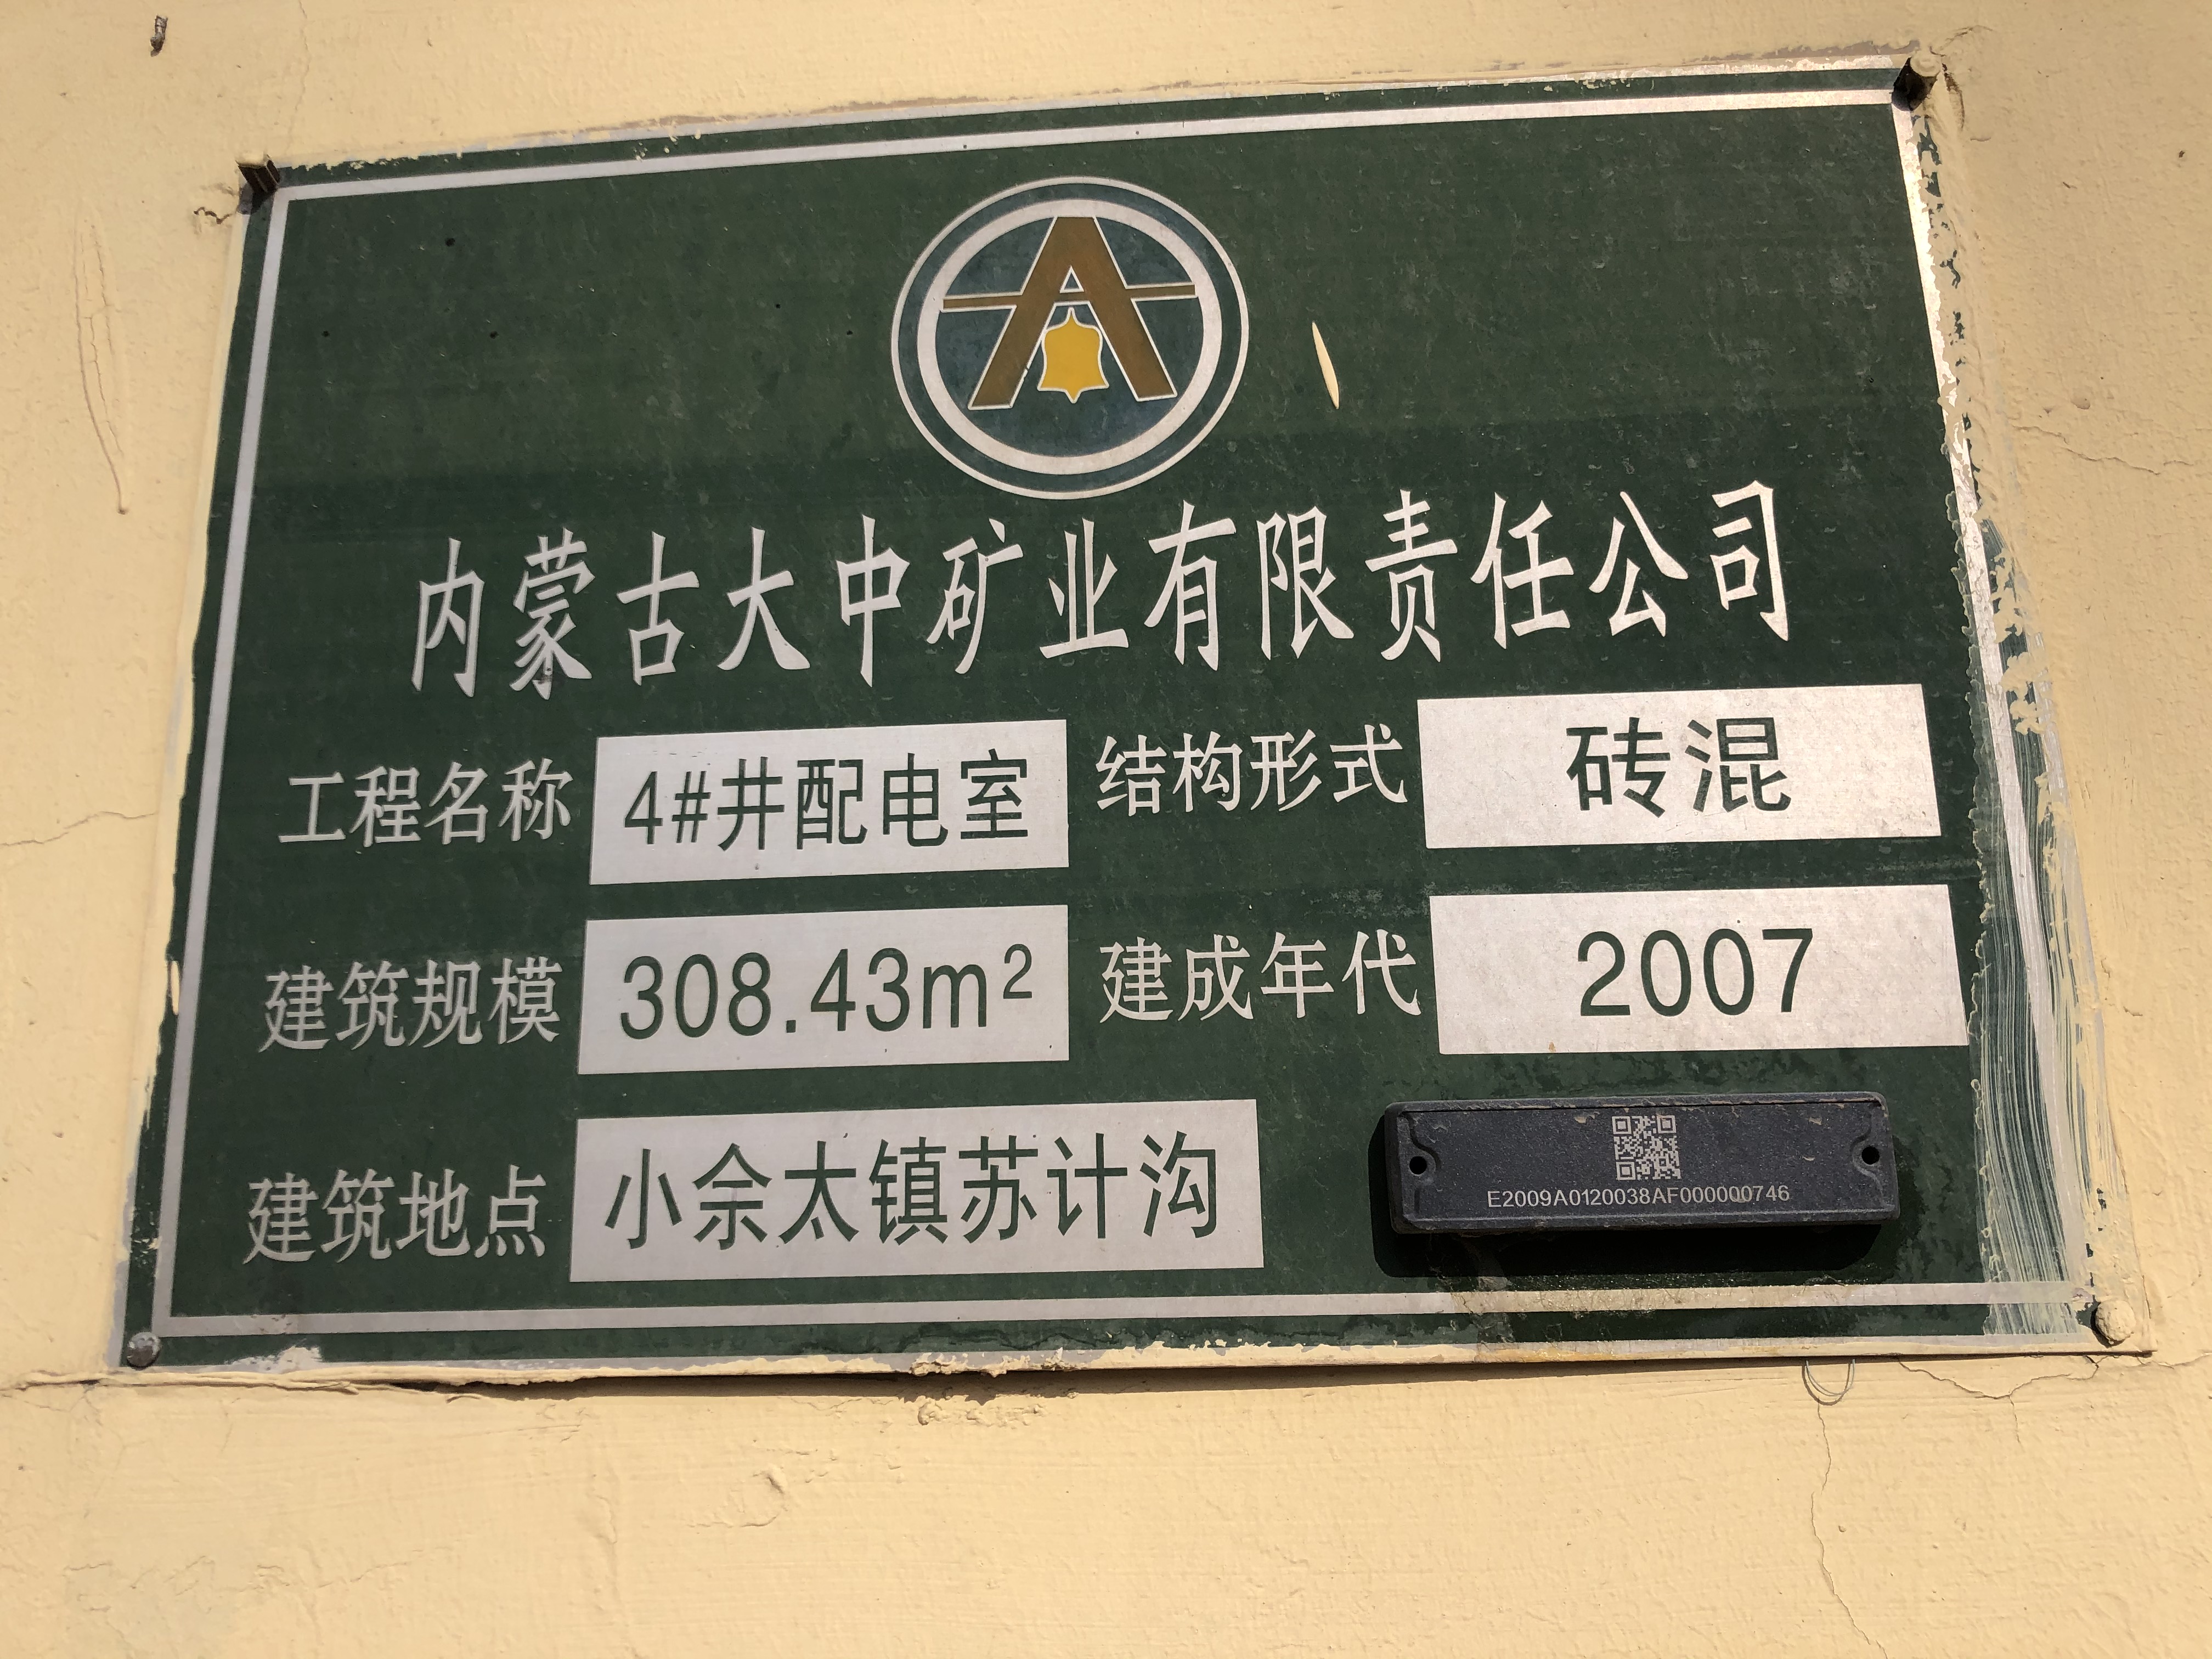 内蒙古大中矿业有限责任公司
工程名称 4#井配电室 结构形式 砖混
建筑规模 308.43m² 建成年代 2007
建筑地点 小佘太镇苏计沟
E2009A0120038AF000000746